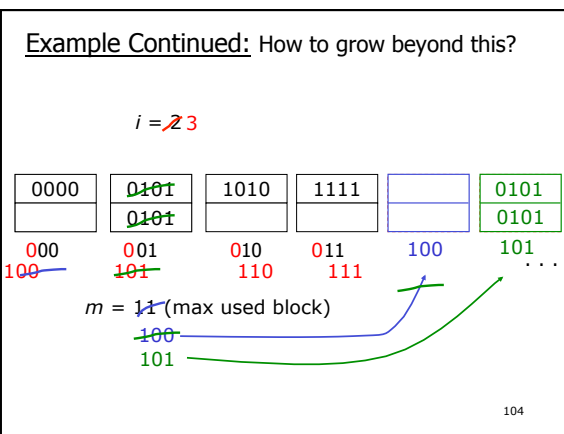 Example Continued: How to grow beyond this?
i = 2 3
0000 0101 1010 1111 0101
0101 0101
000 001 010 011 100 101
100 101 110 111 . . .
m = 11 (max used block)
100
101
104